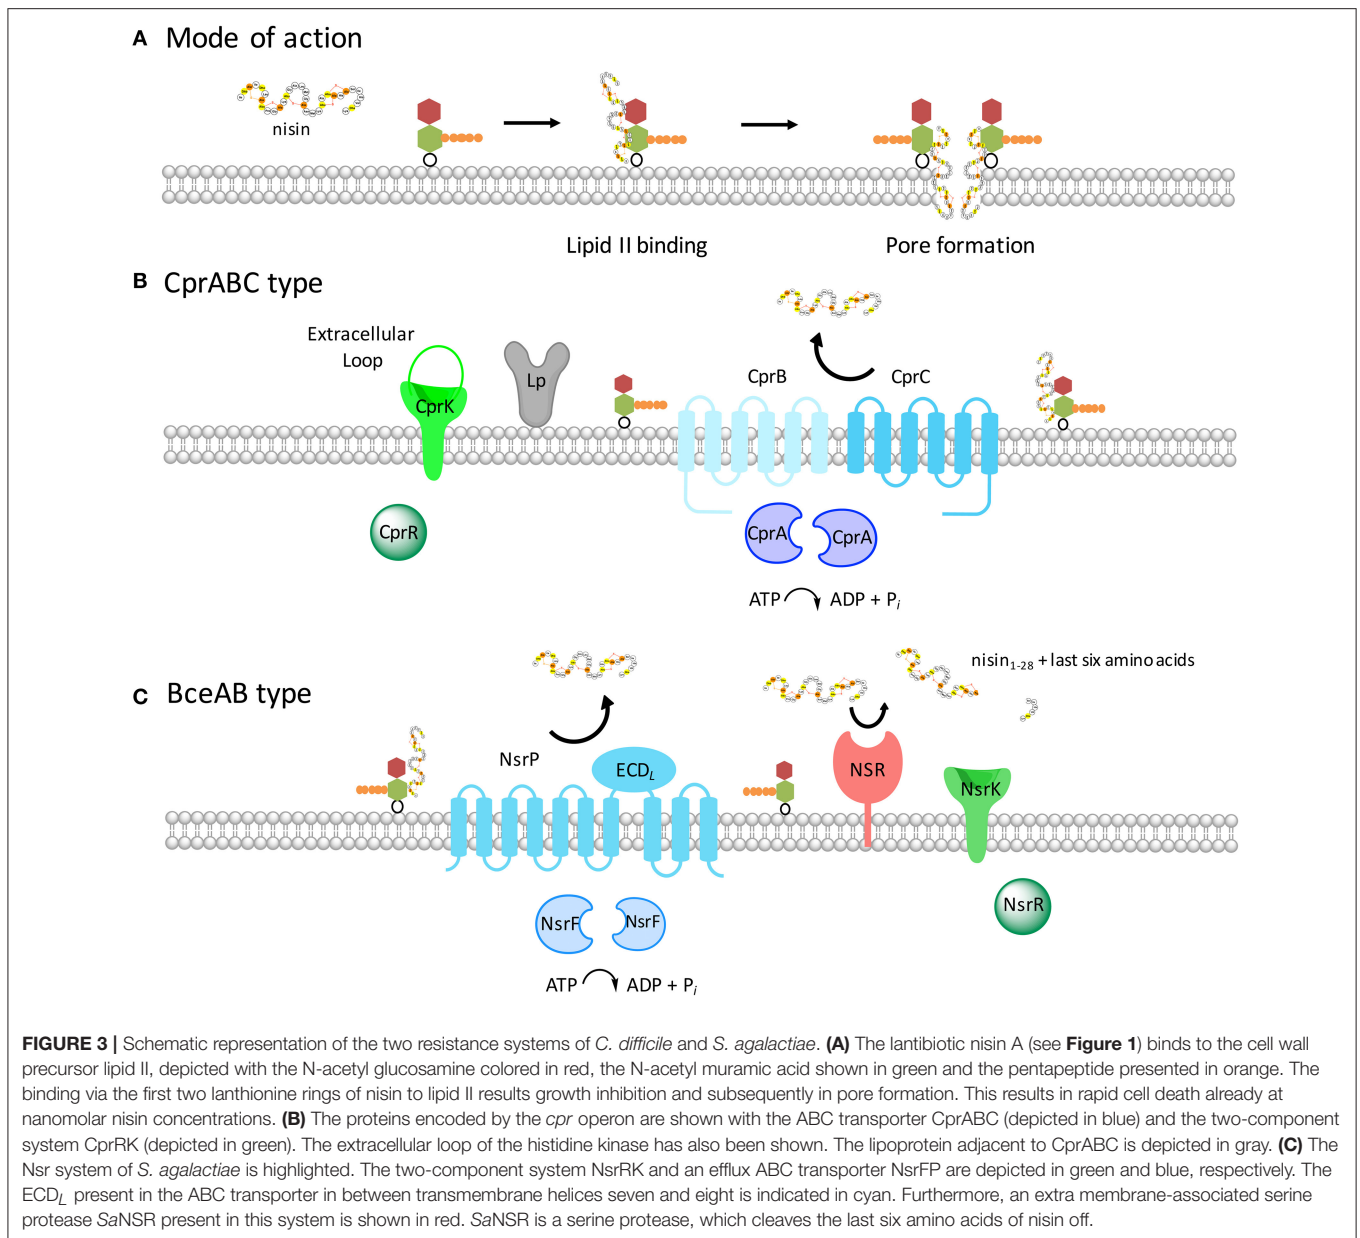 A Mode of action
nisin
Lipid II binding
Pore formation
B CprABC type
Extracellular
Loop
CprK
Lp
CprB
CprC
CprR
CprA
CprA
ATP ADP + Pi
C BceAB type
nisin1-28 + last six amino acids
NsrP
ECDL
NSR
NsrK
NsrF
NsrF
NsrR
ATP ADP + Pi
FIGURE 3 | Schematic representation of the two resistance systems of C. difficile and S. agalactiae. (A) The lantibiotic nisin A (see Figure 1) binds to the cell wall
precursor lipid II, depicted with the N-acetyl glucosamine colored in red, the N-acetyl muramic acid shown in green and the pentapeptide presented in orange. The
binding via the first two lanthionine rings of nisin to lipid II results growth inhibition and subsequently in pore formation. This results in rapid cell death already at
nanomolar nisin concentrations. (B) The proteins encoded by the cpr operon are shown with the ABC transporter CprABC (depicted in blue) and the two-component
system CprRK (depicted in green). The extracellular loop of the histidine kinase has also been shown. The lipoprotein adjacent to CprABC is depicted in gray. (C) The
Nsr system of S. agalactiae is highlighted. The two-component system NsrRK and an efflux ABC transporter NsrFP are depicted in green and blue, respectively. The
ECDL present in the ABC transporter in between transmembrane helices seven and eight is indicated in cyan. Furthermore, an extra membrane-associated serine
protease SaNSR present in this system is shown in red. SaNSR is a serine protease, which cleaves the last six amino acids of nisin off.